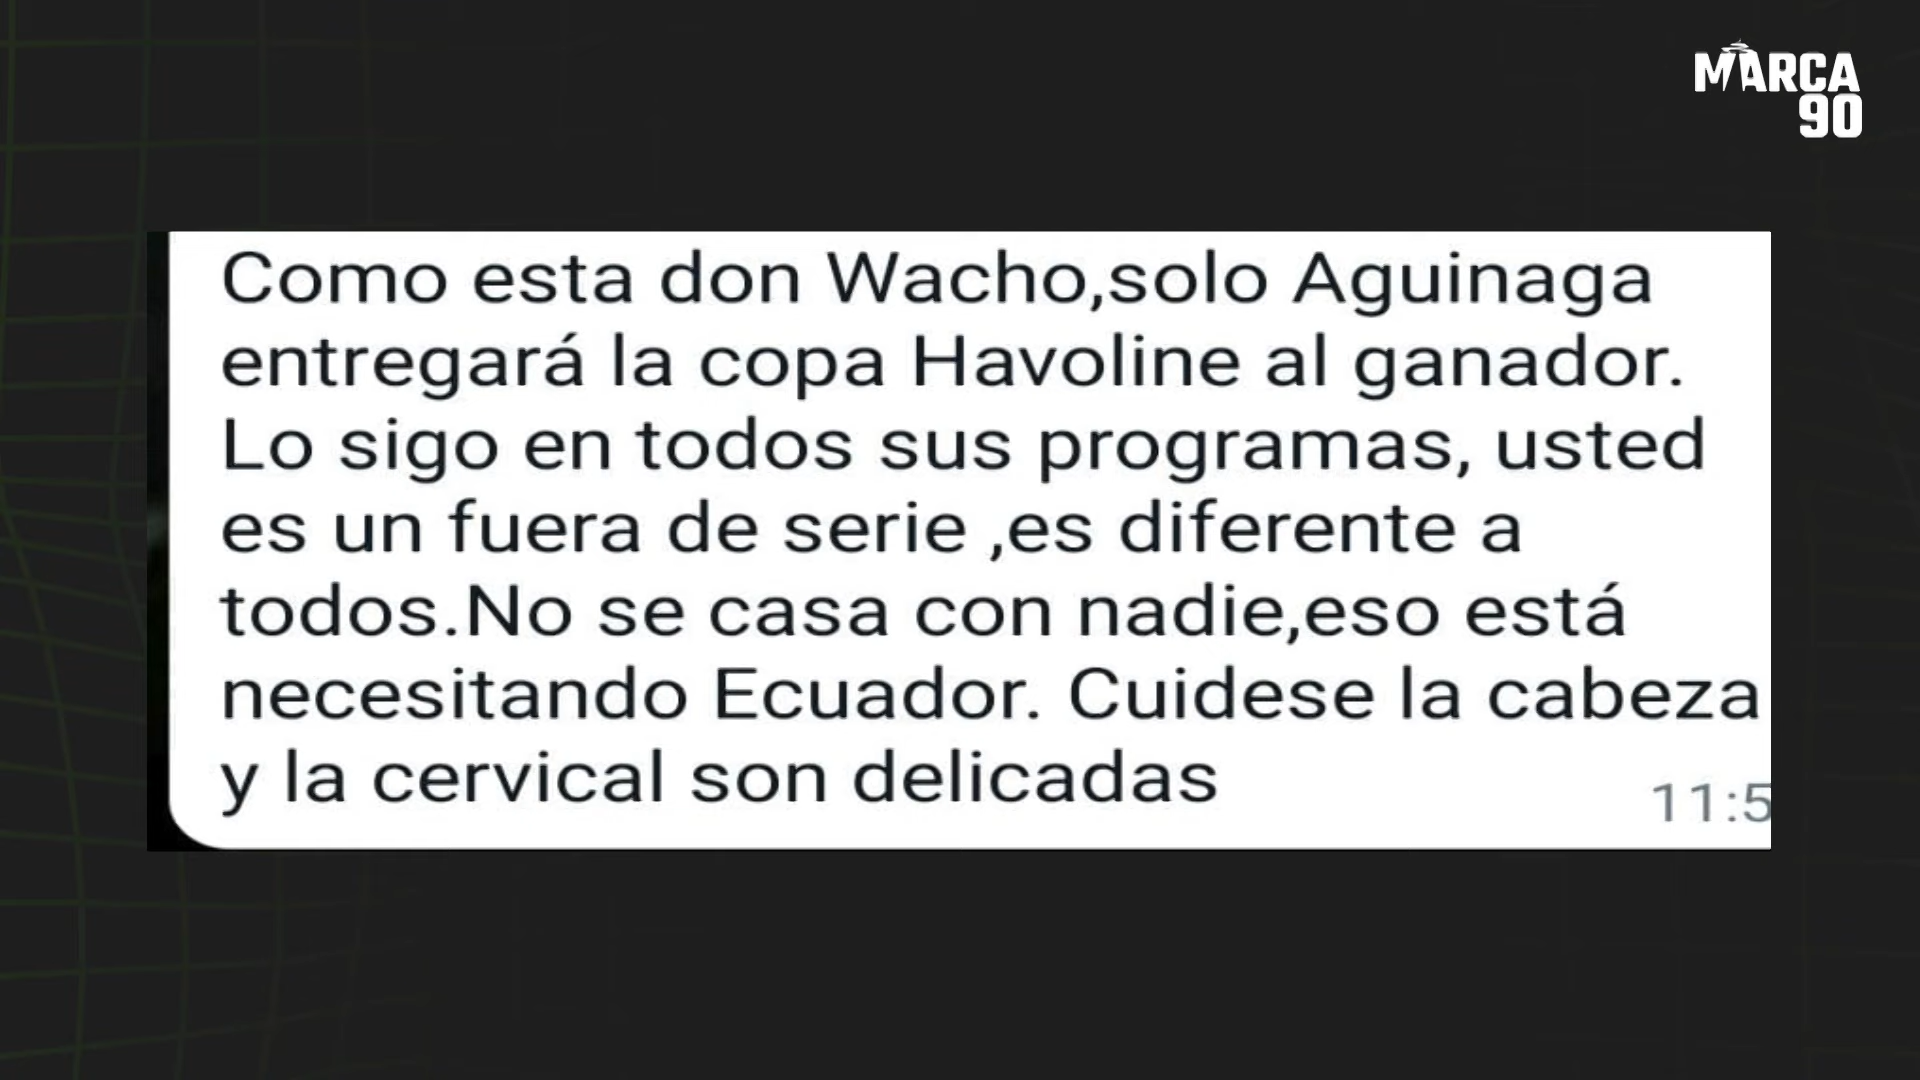 MARCA
90
Como esta don Wacho,solo Aguinaga
entregará la copa Havoline al ganador.
Lo sigo en todos sus programas, usted
es un fuera de serie ,es diferente a
todos.No se casa con nadie,eso está
necesitando Ecuador. Cuidese la cabeza
y la cervical son delicadas
11:5